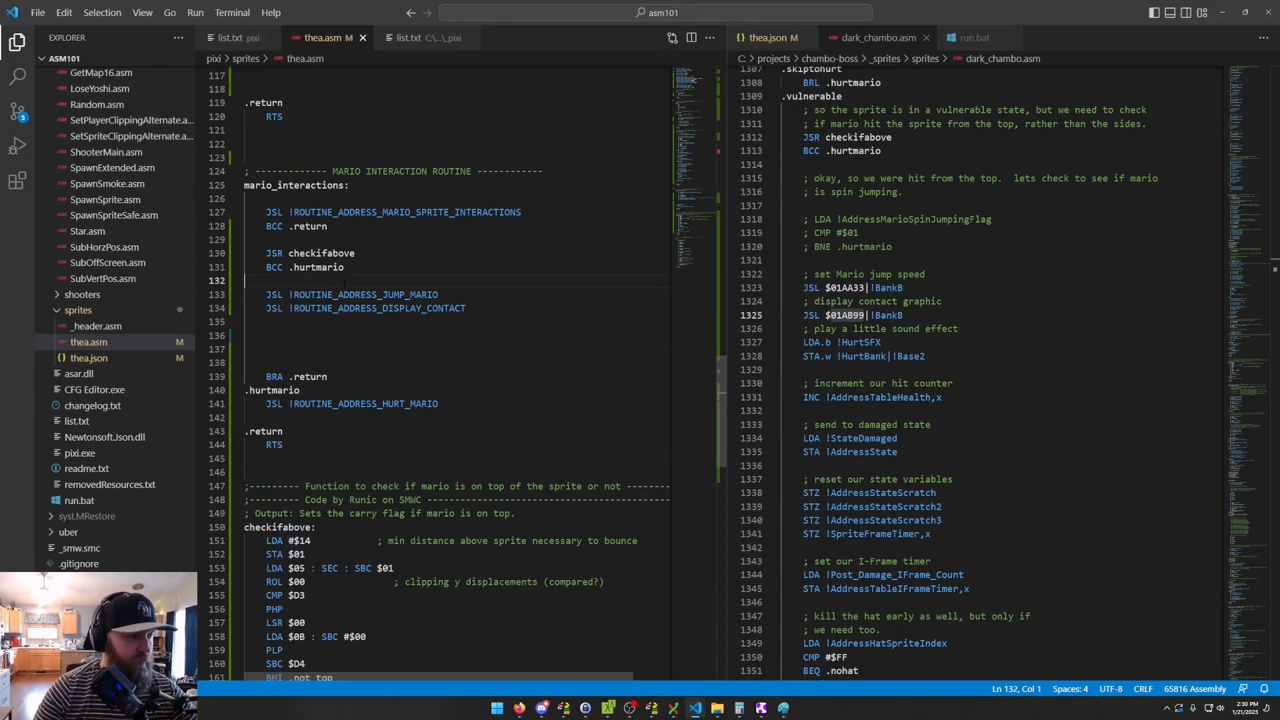 File Edit Selection View Go Run Terminal Help
asm101
EXPLORER
ASM101
GetMap16.asm
LoseYoshi.asm
Random.asm
SetPlayerClippingAlternate.a...
SetSpriteClippingAlternate.a...
ShooterMain.asm
SpawnExtended.asm
SpawnSmoke.asm
SpawnSprite.asm
SpawnSpriteSafe.asm
Star.asm
SubHorzPos.asm
SubOffScreen.asm
SubVertPos.asm
shooters
sprites
_header.asm
thea.asm M
thea.json M
asar.dll
CFG Editor.exe
changelog.txt
list.txt
Newtonsoft.Json.dll
pixi.exe
readme.txt
removedResources.txt
run.bat
sysLMRestore
uber
_smw.smc
.gitignore
list.txt pixi
thea.asm M
list.txt C:\..._pixi
pixi > sprites > thea.asm
117
118
119 .return
120 RTS
121
122
123
124 ; ------------- MARIO INTERACTION ROUTINE -------------
125 mario_interactions:
126
127 JSL !ROUTINE_ADDRESS_MARIO_SPRITE_INTERACTIONS
128 BCC .return
129
130 JSR checkifabove
131 BCC .hurtmario
132
133 JSL !ROUTINE_ADDRESS_JUMP_MARIO
134 JSL !ROUTINE_ADDRESS_DISPLAY_CONTACT
135
136
137
138
139 BRA .return
140 .hurtmario
141 JSL !ROUTINE_ADDRESS_HURT_MARIO
142
143 .return
144 RTS
145
146
147 ;------- Function to check if mario is on top of the sprite or not --------
148 ;--------- Code by Runic on SMWC
149 ; Output: Sets the carry flag if mario is on top.
150 checkifabove:
151 LDA #$14 ; min distance above sprite necessary to bounce
152 STA $01
153 LDA $05 : SEC : SBC $01
154 ROL $00 ; clipping y displacements (compared?)
155 CMP $D3
156 PHP
157 LSR $00
158 LDA $0B : SBC #$00
159 PLP
160 SBC $D4
161 BMI .not_top
thea.json M
dark_chambo.asm
run.bat
C: > projects > chambo-boss > _sprites > sprites > dark_chambo.asm
1307 .skiptohurt
1308 BRL .hurtmario
1309 .vulnerable
1310 ; so the sprite is in a vulnerable state, but we need to check
1311 ; if mario hit the sprite from the top, rather than the sides.
1312 JSR checkifabove
1313 BCC .hurtmario
1314
1315 okay, so we were hit from the top. lets check to see if mario
1316 is spin jumping.
1317
1318 LDA !AddressMarioSpinJumpingFlag
1319 CMP #$01
1320 BNE .hurtmario
1321
1322 set Mario jump speed
1323 JSL $01AA33|!BankB
1324 ; display contact graphic
1325 JSL $01AB99|!BankB
1326 ; play a little sound effect
1327 LDA.b !HurtSFX
1328 STA.w !HurtBank|!Base2
1329
1330 ; increment our hit counter
1331 INC !AddressTableHealth,x
1332
1333 ; send to damaged state
1334 LDA !StateDamaged
1335 STA !AddressState
1336
1337 ; reset our state variables
1338 STZ !AddressStateScratch
1339 STZ !AddressStateScratch2
1340 STZ !AddressStateScratch3
1341 STZ !SpriteFrameTimer,x
1342
1343 ; set our I-Frame timer
1344 LDA !Post_Damage_IFrame_Count
1345 STA !AddressTableIFrameTimer,x
1346
1347 kill the hat early as well, but only if
1348 we need too.
1349 LDA !AddressHatSpriteIndex
1350 CMP #$FF
1351 BEQ .nohat
Ln 132, Col 1 Spaces: 4 UTF-8 CRLF 65816 Assembly
2:30 PM
1/21/2023